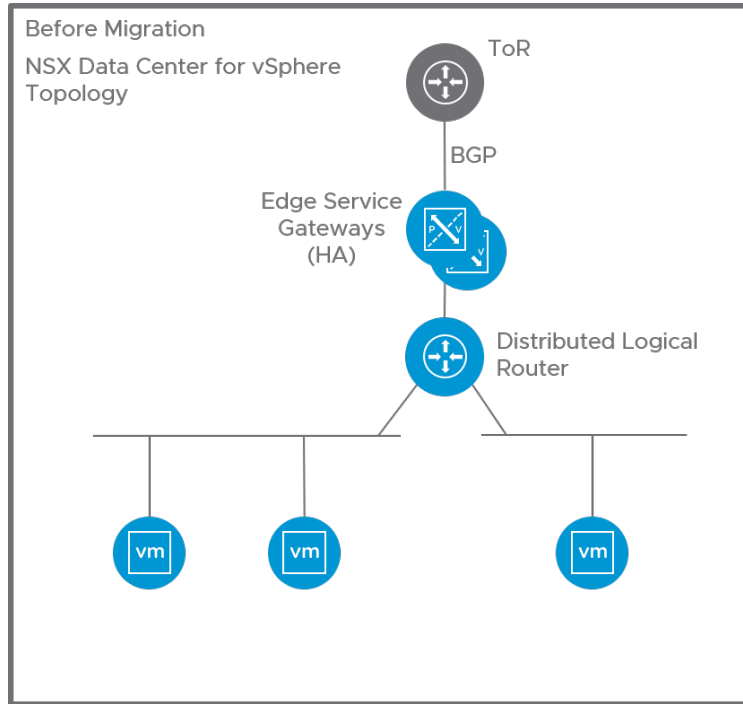 Before Migration
NSX Data Center for vSphere
Topology
ToR
BGP
Edge Service
Gateways
(HA)
P V
V
Distributed Logical
Router
vm
vm
vm